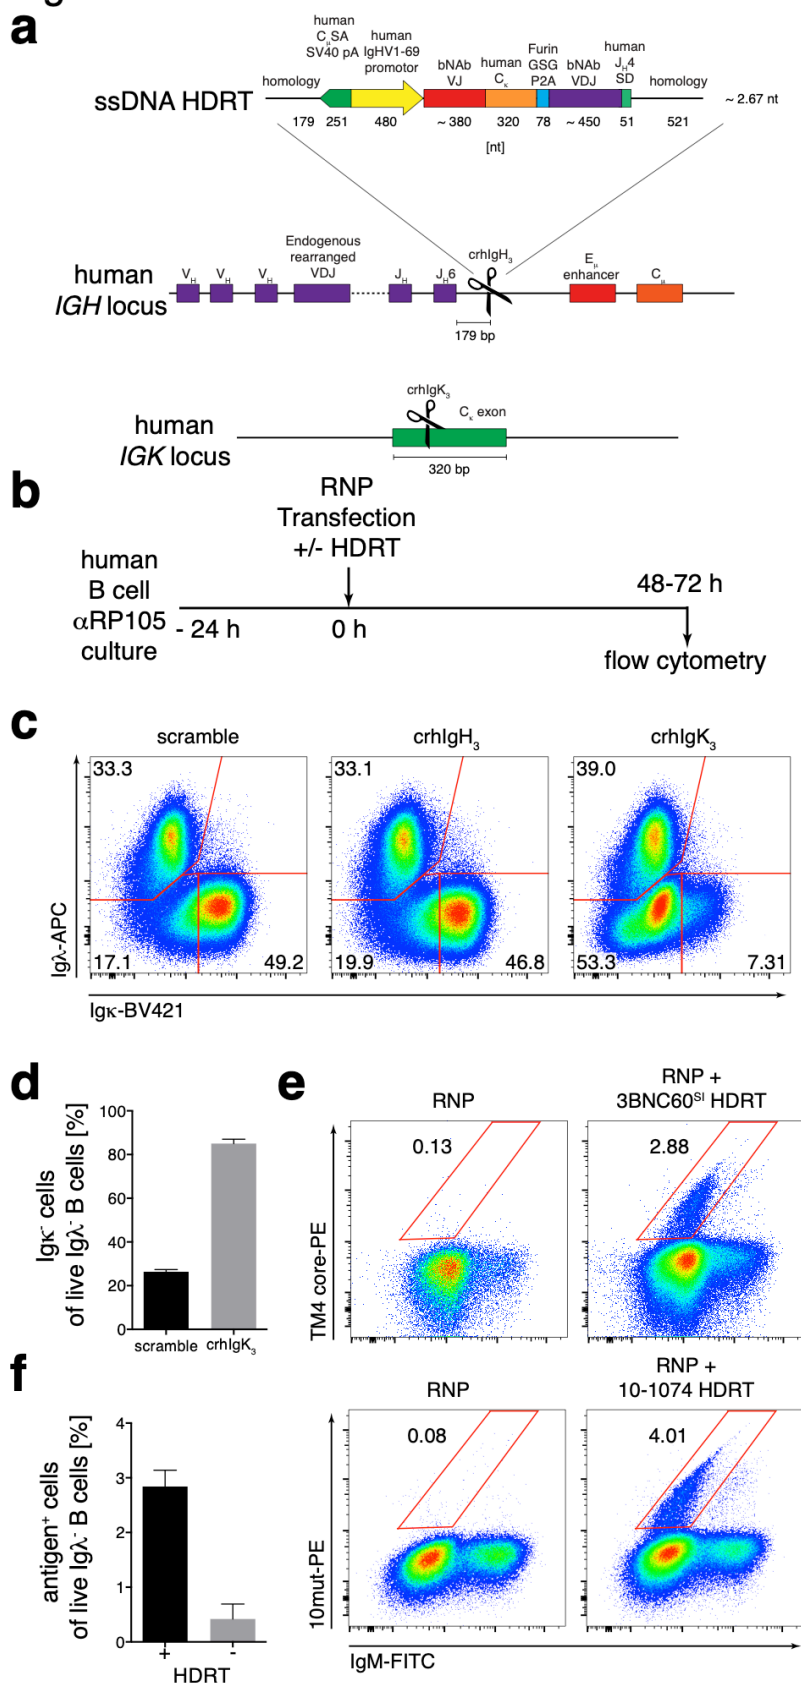 a
human
CμSA
SV40 pA
human
IgHV1-69
promotor
bNAb
VJ
human
Cκ
Furin
GSG
P2A
bNAb
VDJ
human
JH4
SD
homology
homology
ssDNA HDRT
~ 2.67 nt
179 251 480 ~ 380 320 78 ~ 450 51 521
[nt]
human
IGH locus
VH VH VH
Endogenous
rearranged
VDJ
JH JH6
crhIgH3
Eμ
enhancer
Cμ
179 bp
human
IGK locus
crhIgK3
Cκ exon
320 bp
b
human
B cell
αRP105
culture
RNP
Transfection
+/- HDRT
- 24 h
0 h
48-72 h
flow cytometry
c
scramble crhIgH3 crhIgK3
33.3
17.1 49.2
33.1
19.9 46.8
39.0
53.3 7.31
Igλ-APC
Igκ-BV421
d
Igκ- cells
of live Igλ- B cells [%]
100
80
60
40
20
0
scramble crhIgK3
e
RNP
RNP +
3BNC60SI HDRT
0.13
2.88
TM4 core-PE
RNP
RNP +
10-1074 HDRT
0.08
4.01
10mut-PE
IgM-FITC
f
antigen+ cells
of live Igλ- B cells [%]
4
3
2
1
0
+ -
HDRT